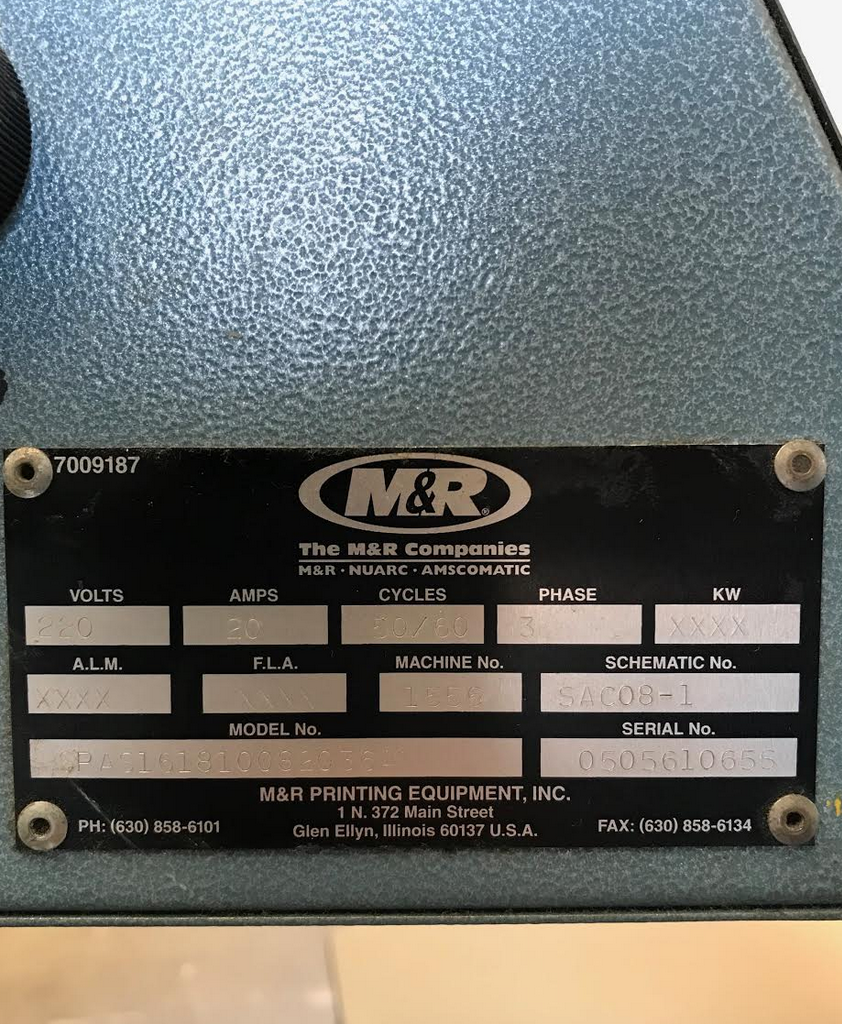 7009187
M&R®
The M&R Companies
M&R · NUARC · AMSCOMATIC
VOLTS AMPS CYCLES PHASE KW
220 20 50/60 3 XXXX
A.L.M. F.L.A. MACHINE No. SCHEMATIC No.
XXXX XXXX 1556 SAC08-1
MODEL No. SERIAL No.
050561065S
M&R PRINTING EQUIPMENT, INC.
1 N. 372 Main Street
PH: (630) 858-6101 Glen Ellyn, Illinois 60137 U.S.A. FAX: (630) 858-6134